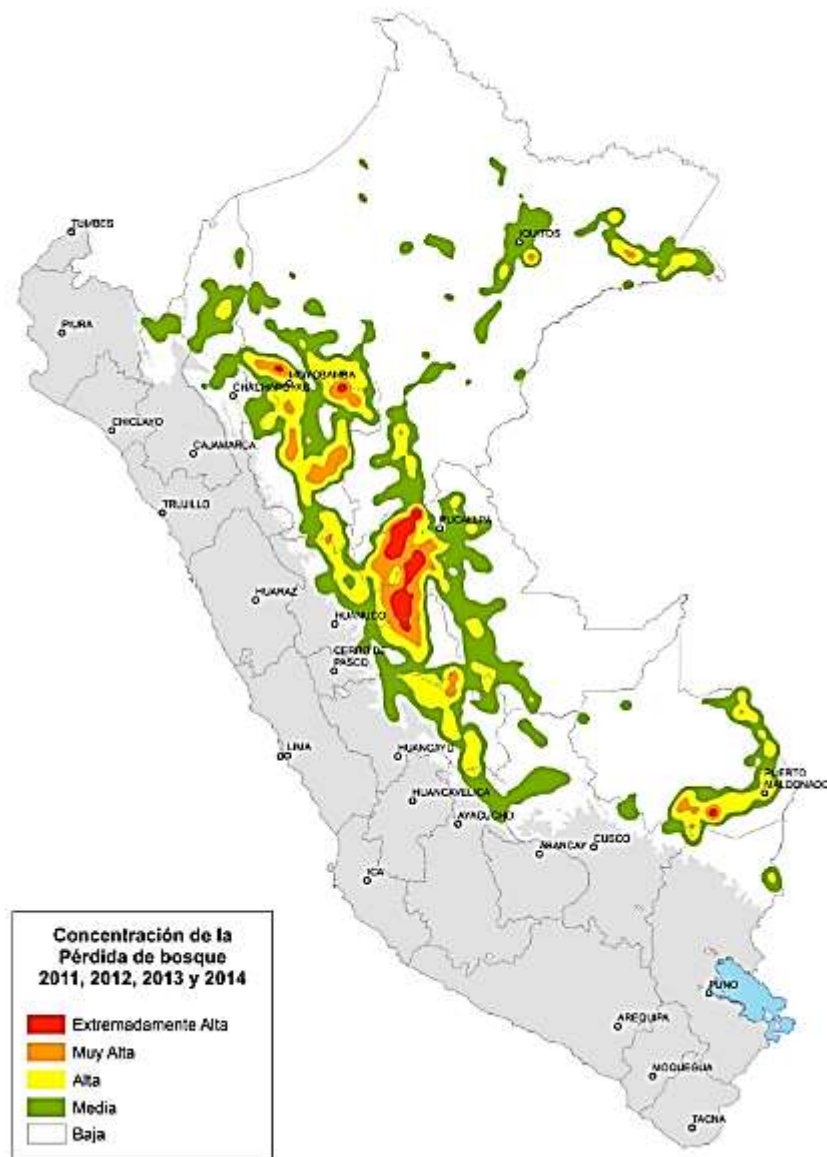 TUMBES
IQUITOS
PIURA
MOYOBAMBA
CHACHAPOYAS
CHICLAYO
CAJAMARCA
TRUJILLO
PUCALLPA
HUARAZ
HUANUCO
CERRO DE
PASCO
LIMA
HUANCAYO
PUERTO
MALDONADO
HUANCAVELICA
AYACUCHO
ABANCAY
CUSCO
ICA
Concentración de la
Pérdida de bosque
2011, 2012, 2013 y 2014
Extremadamente Alta
Muy Alta
Alta
Media
Baja
PUNO
AREQUIPA
MOQUEGUA
TACNA